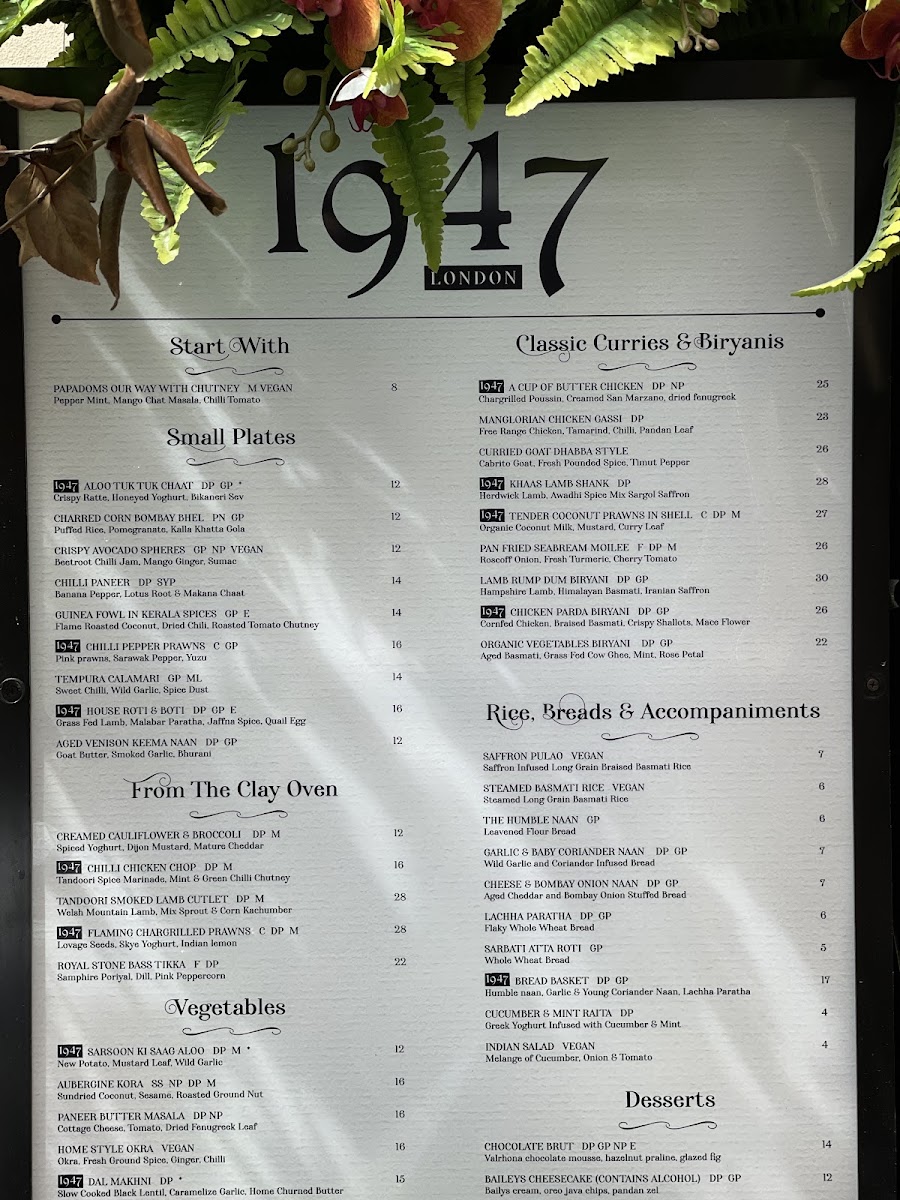 1947
LONDON
Start With
PAPADOMS OUR WAY WITH CHUTNEY M VEGAN 8
Pepper Mint, Mango Chat Masala, Chilli Tomato
Small Plates
1947 ALOO TUK TUK CHAAT DP GP * 12
Crispy Ratte, Honeyed Yoghurt, Bikaneri Sev
CHARRED CORN BOMBAY BHEL PN GP 12
Puffed Rice, Pomegranate, Kalla Khatta Gola
CRISPY AVOCADO SPHERES GP NP VEGAN 12
Beetroot Chilli Jam, Mango Ginger, Sumac
CHILLI PANEER DP SYP 14
Banana Pepper, Lotus Root & Makana Chaat
GUINEA FOWL IN KERALA SPICES GP E 14
Flame Roasted Coconut, Dried Chili, Roasted Tomato Chutney
1947 CHILLI PEPPER PRAWNS C GP 16
Pink prawns, Sarawak Pepper, Yuzu
TEMPURA CALAMARI GP ML 14
Sweet Chilli, Wild Garlic, Spice Dust
1947 HOUSE ROTI & BOTI DP GP E 16
Grass Fed Lamb, Malabar Paratha, Jaffna Spice, Quail Egg
AGED VENISON KEEMA NAAN DP GP 12
Goat Butter, Smoked Garlic, Bhurani
From The Clay Oven
CREAMED CAULIFLOWER & BROCCOLI DP M 12
Spiced Yoghurt, Dijon Mustard, Mature Cheddar
1947 CHILLI CHICKEN CHOP DP M 16
Tandoori Spice Marinade, Mint & Green Chilli Chutney
TANDOORI SMOKED LAMB CUTLET DP M 28
Welsh Mountain Lamb, Mix Sprout & Corn Kachumber
1947 FLAMING CHARGRILLED PRAWNS C DP M 28
Lovage Seeds, Skye Yoghurt, Indian lemon
ROYAL STONE BASS TIKKA F DP 22
Samphire Poriyal, Dill, Pink Peppercorn
Vegetables
1947 SARSOON KI SAAG ALOO DP M * 12
New Potato, Mustard Leaf, Wild Garlic
AUBERGINE KORA SS NP DP M 16
Sundried Coconut, Sesame, Roasted Ground Nut
PANEER BUTTER MASALA DP NP 16
Cottage Cheese, Tomato, Dried Fenugreek Leaf
HOME STYLE OKRA VEGAN 16
Okra, Fresh Ground Spice, Ginger, Chilli
1947 DAL MAKHNI DP * 15
Slow Cooked Black Lentil, Caramelize Garlic, Home Churned Butter
Classic Curries & Biryanis
1947 A CUP OF BUTTER CHICKEN DP NP 25
Chargrilled Poussin, Creamed San Marzano, dried fenugreek
MANGLORIAN CHICKEN GASSI DP 23
Free Range Chicken, Tamarind, Chilli, Pandan Leaf
CURRIED GOAT DHABBA STYLE 26
Cabrito Goat, Fresh Pounded Spice, Timut Pepper
1947 KHAAS LAMB SHANK DP 28
Herdwick Lamb, Awadhi Spice Mix Sargol Saffron
1947 TENDER COCONUT PRAWNS IN SHELL C DP M 27
Organic Coconut Milk, Mustard, Curry Leaf
PAN FRIED SEABREAM MOILEE F DP M 26
Roscoff Onion, Fresh Turmeric, Cherry Tomato
LAMB RUMP DUM BIRYANI DP GP 30
Hampshire Lamb, Himalayan Basmati, Iranian Saffron
1947 CHICKEN PARDA BIRYANI DP GP 26
Cornfed Chicken, Braised Basmati, Crispy Shallots, Mace Flower
ORGANIC VEGETABLES BIRYANI DP GP 22
Aged Basmati, Grass Fed Cow Ghee, Mint, Rose Petal
Rice, Breads & Accompaniments
SAFFRON PULAO VEGAN 7
Saffron Infused Long Grain Braised Basmati Rice
STEAMED BASMATI RICE VEGAN 6
Steamed Long Grain Basmati Rice
THE HUMBLE NAAN GP 6
Leavened Flour Bread
GARLIC & BABY CORIANDER NAAN DP GP 7
Wild Garlic and Coriander Infused Bread
CHEESE & BOMBAY ONION NAAN DP GP 7
Aged Cheddar and Bombay Onion Stuffed Bread
LACHHA PARATHA DP GP 6
Flaky Whole Wheat Bread
SARBATI ATTA ROTI GP 5
Whole Wheat Bread
1947 BREAD BASKET DP GP 17
Humble naan, Garlic & Young Coriander Naan, Lachha Paratha
CUCUMBER & MINT RAITA DP 4
Greek Yoghurt Infused with Cucumber & Mint
INDIAN SALAD VEGAN 4
Melange of Cucumber, Onion & Tomato
Desserts
CHOCOLATE BRUT DP GP NP E 14
Valrhona chocolate mousse, hazelnut praline, glazed fig
BAILEYS CHEESECAKE (CONTAINS ALCOHOL) DP GP 12
Bailys cream, oreo java chips, pandan zel